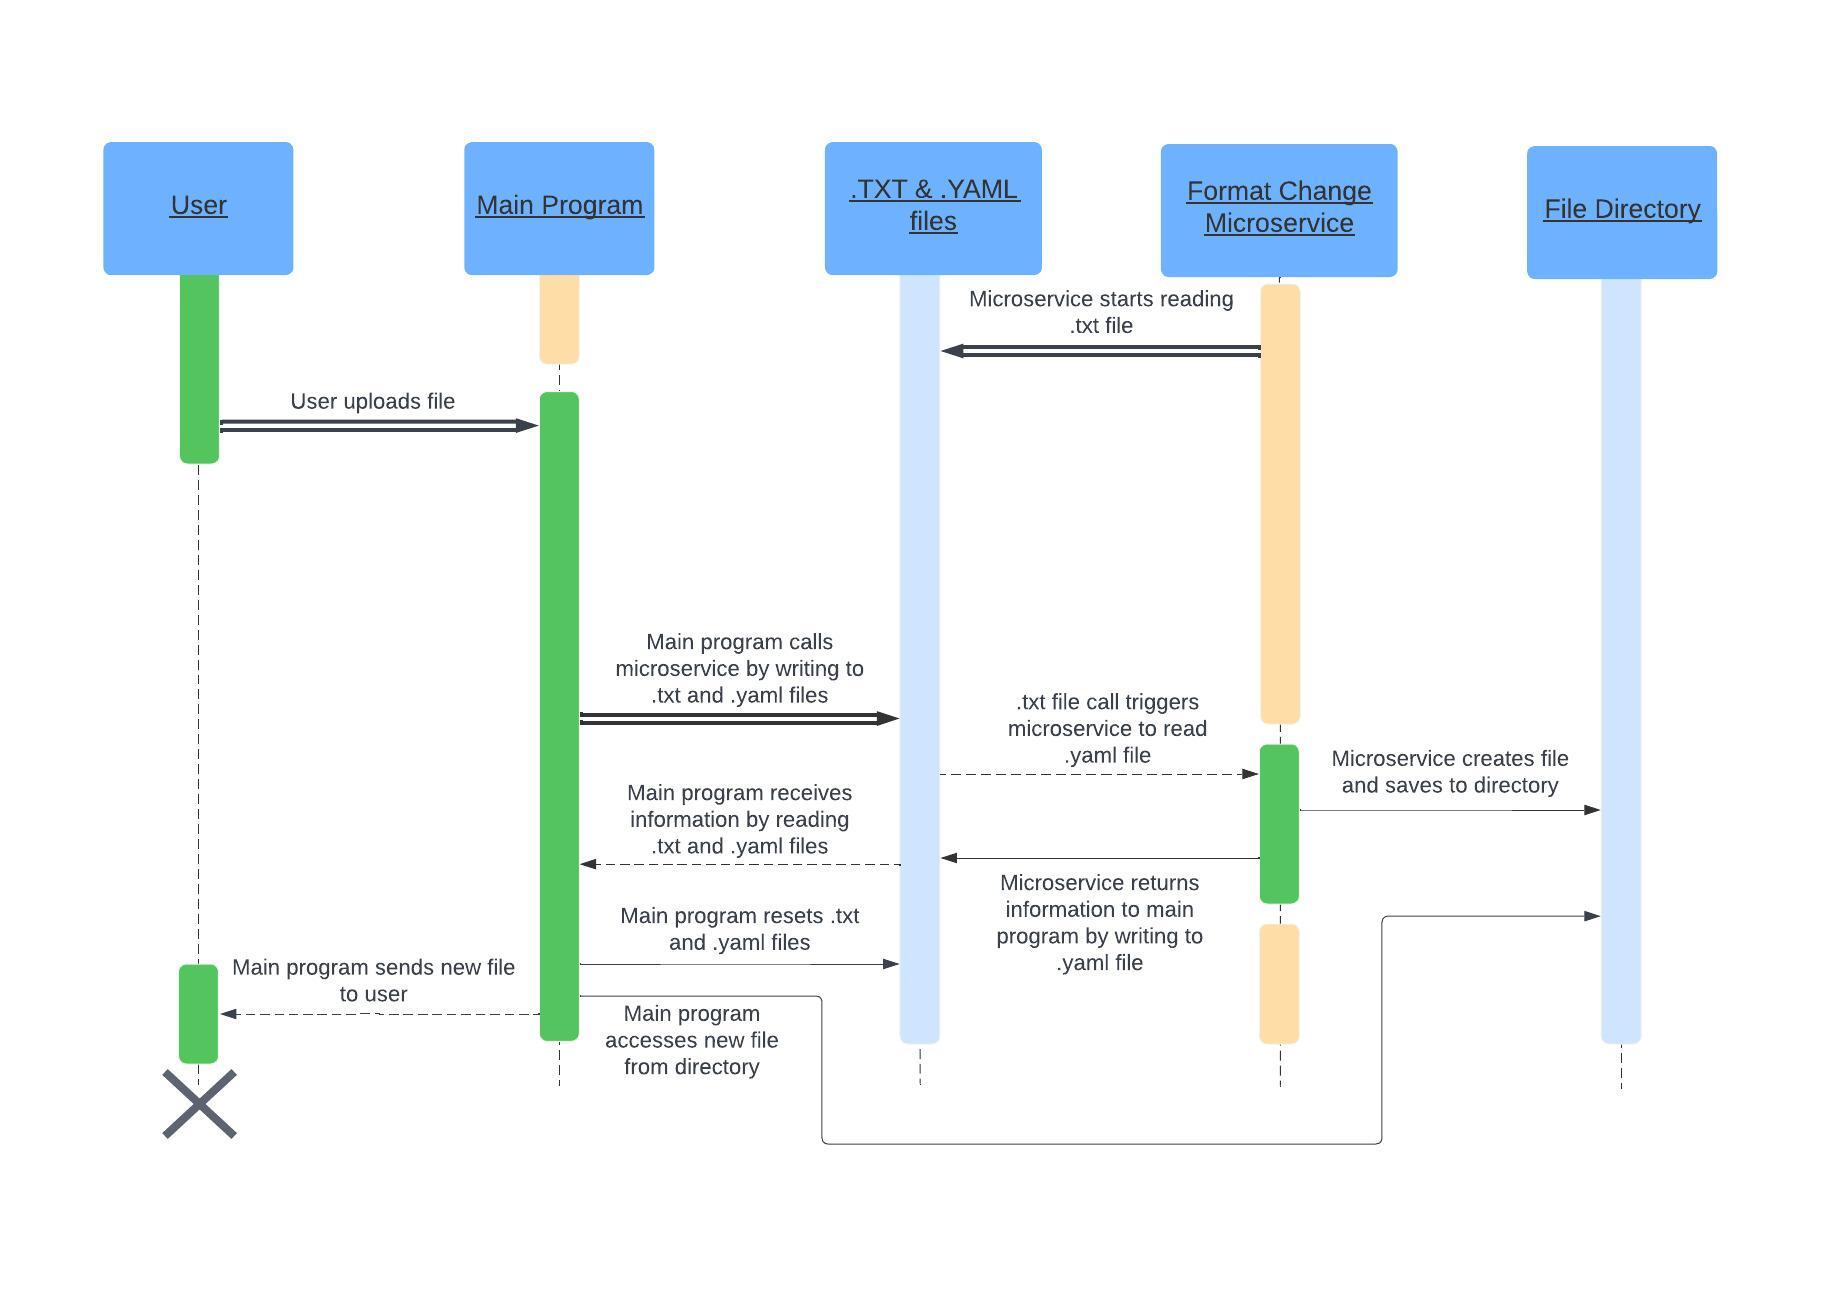 User
Main Program
.TXT & .YAML
files
Format Change
Microservice
File Directory
Microservice starts reading
.txt file
User uploads file
Main program calls
microservice by writing to
.txt and .yaml files
.txt file call triggers
microservice to read
.yaml file
Microservice creates file
and saves to directory
Main program receives
information by reading
.txt and .yaml files
Microservice returns
information to main
program by writing to
.yaml file
Main program resets .txt
and .yaml files
Main program sends new file
to user
Main program
accesses new file
from directory